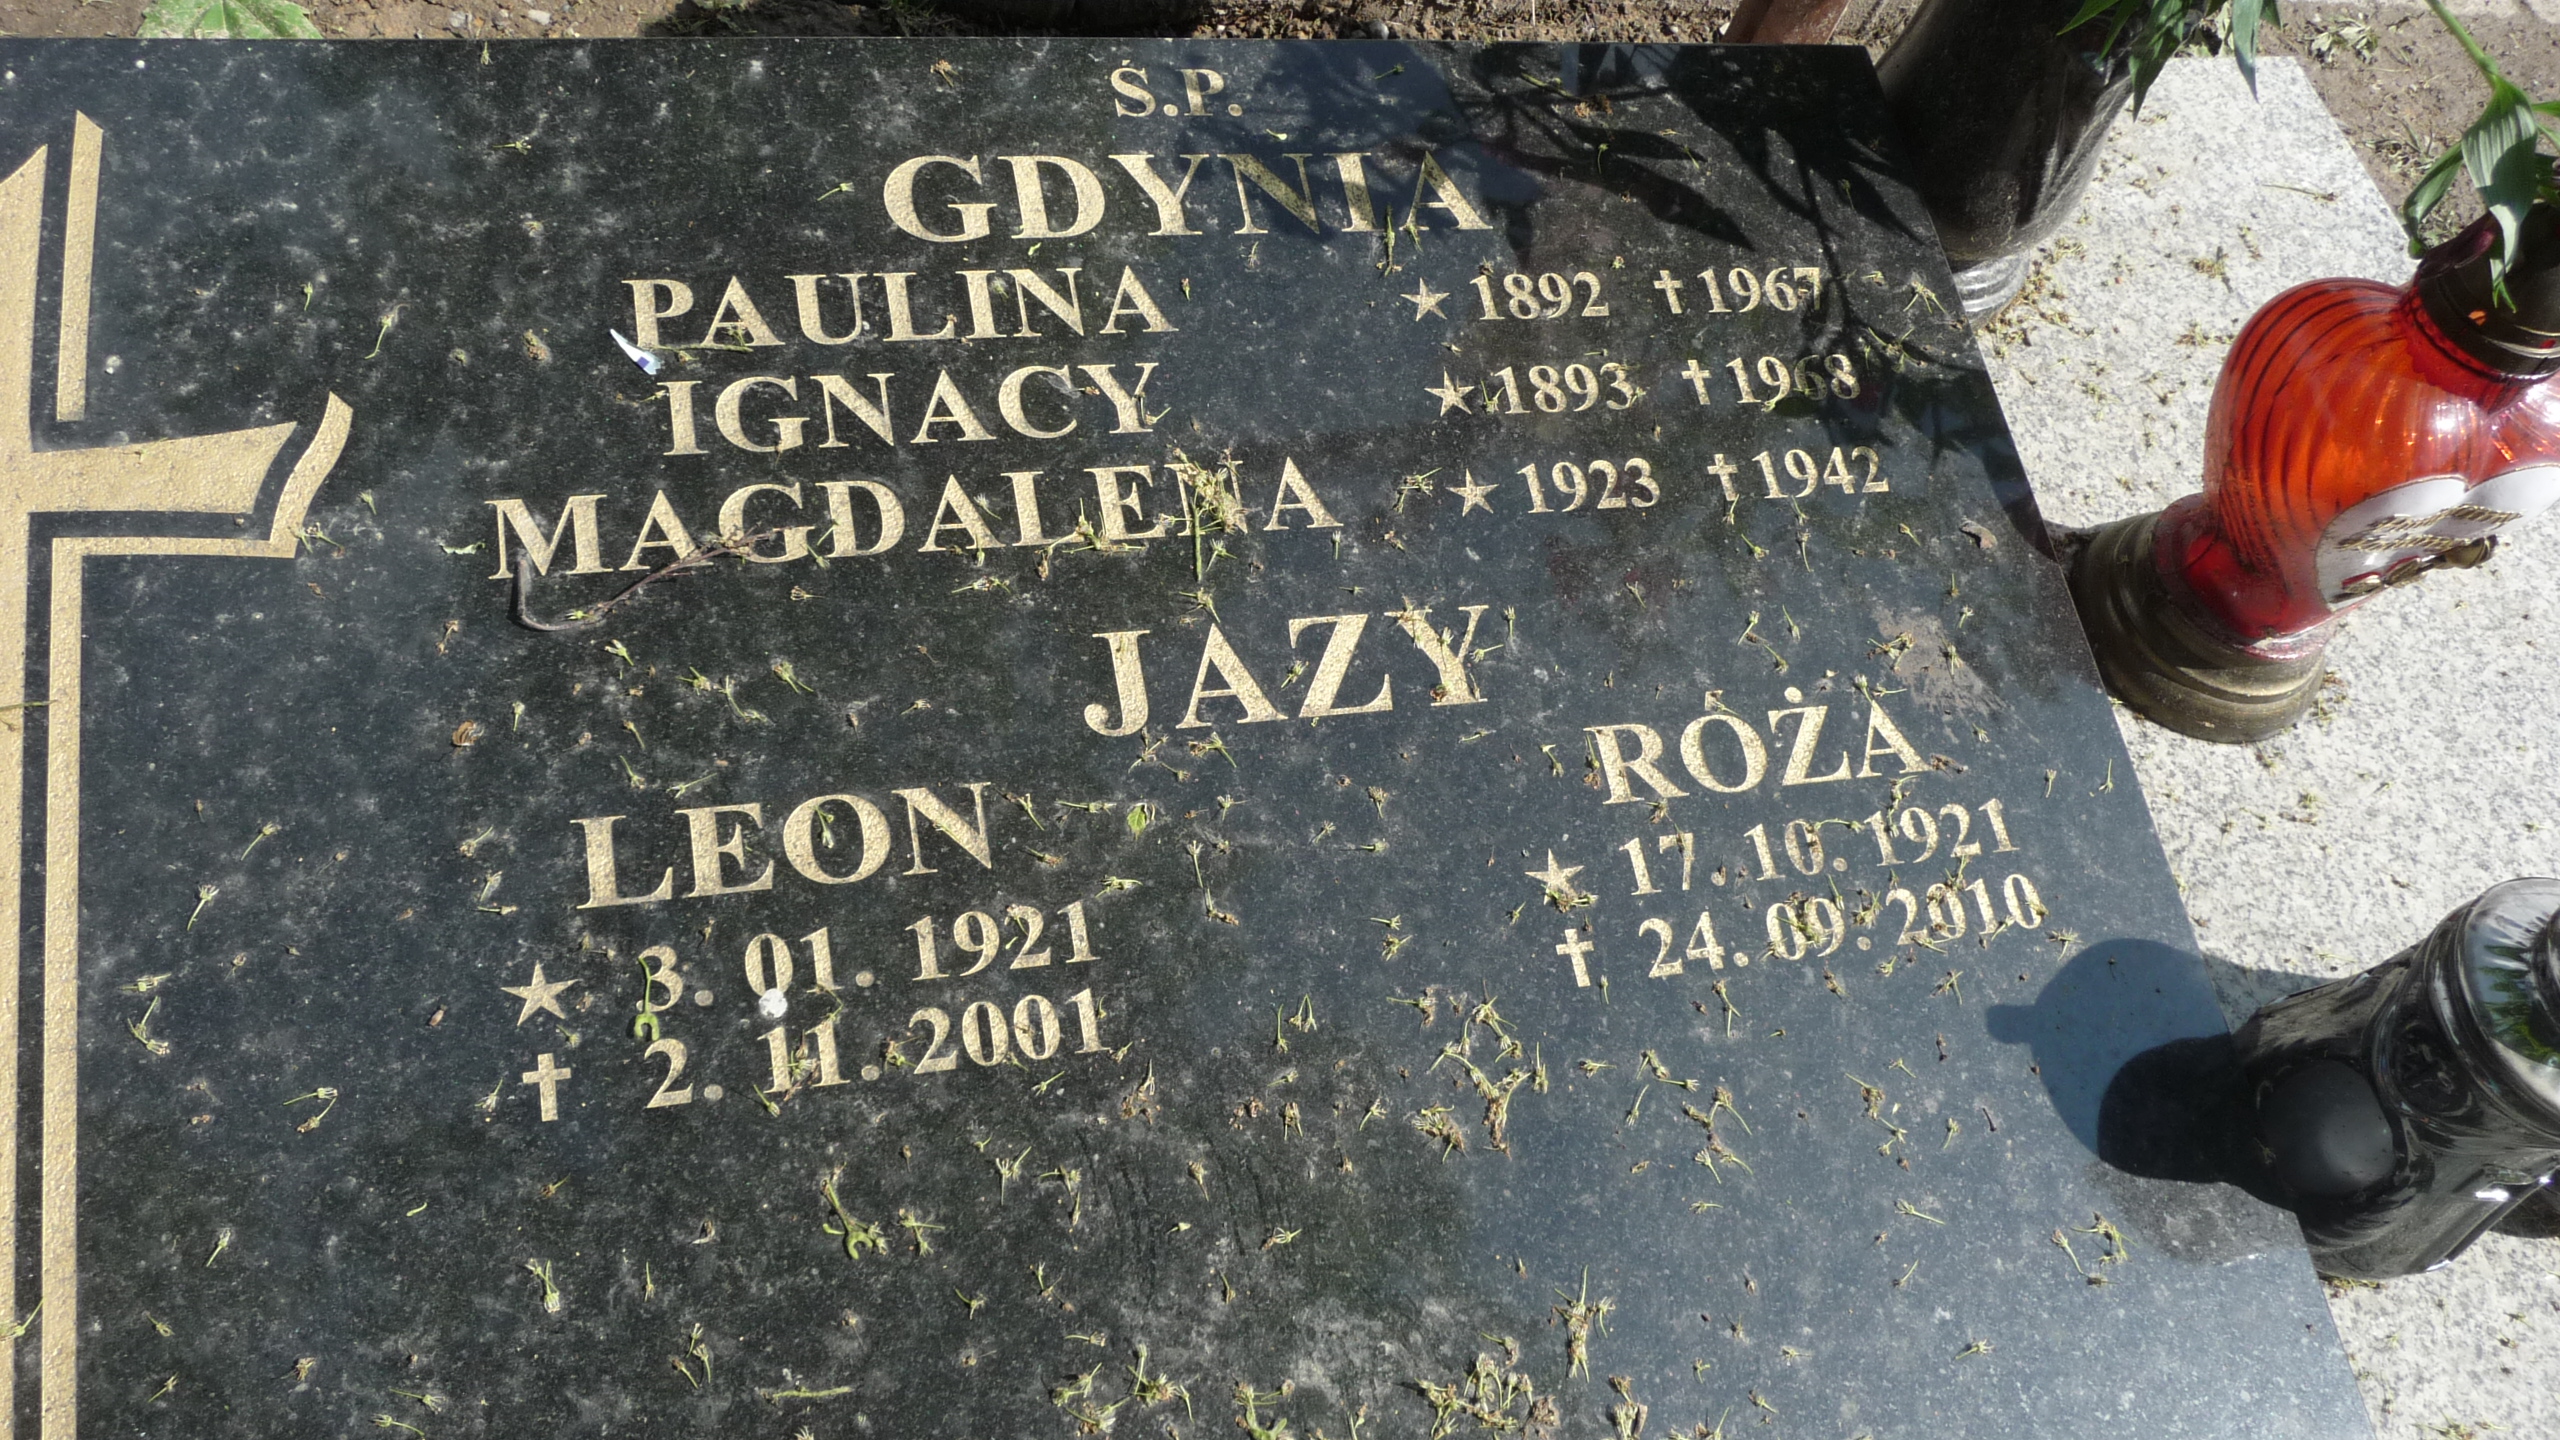 Ś.P.
GDYNIA
PAULINA ★ 1892 † 1967
IGNACY ★ 1893 † 1968
MAGDALENA ★ 1923 † 1942
JAZY
LEON
★ 3. 01. 1921
† 2. 11. 2001
RÓŻA
★ 17. 10. 1921
† 24. 09. 2010